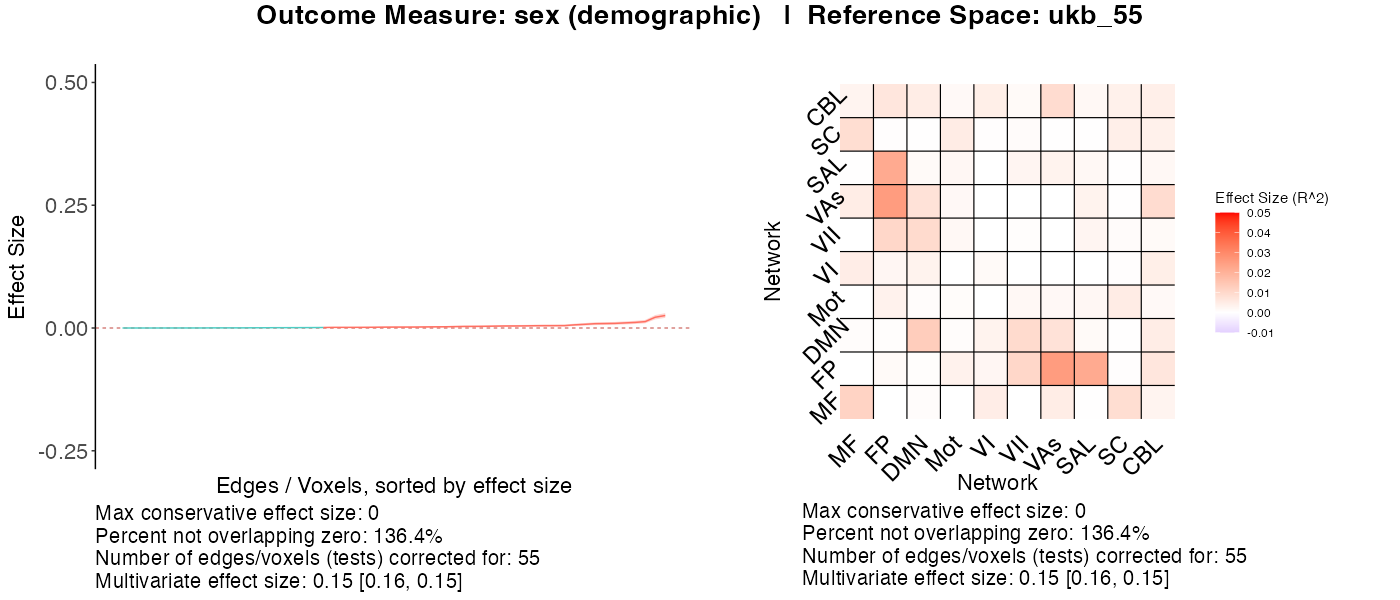 Outcome Measure: sex (demographic) | Reference Space: ukb_55
0.50
0.25
0.00
-0.25
Effect Size
Edges / Voxels, sorted by effect size
Max conservative effect size: 0
Percent not overlapping zero: 136.4%
Number of edges/voxels (tests) corrected for: 55
Multivariate effect size: 0.15 [0.16, 0.15]
Network
CBL
SC
SAL
VAs
VII
VI
Mot
DMN
FP
MF
MF
FP
DMN
Mot
VI
VII
VAs
SAL
SC
CBL
Network
Effect Size (R^2)
0.05
0.04
0.03
0.02
0.01
0.00
-0.01
Max conservative effect size: 0
Percent not overlapping zero: 136.4%
Number of edges/voxels (tests) corrected for: 55
Multivariate effect size: 0.15 [0.16, 0.15]